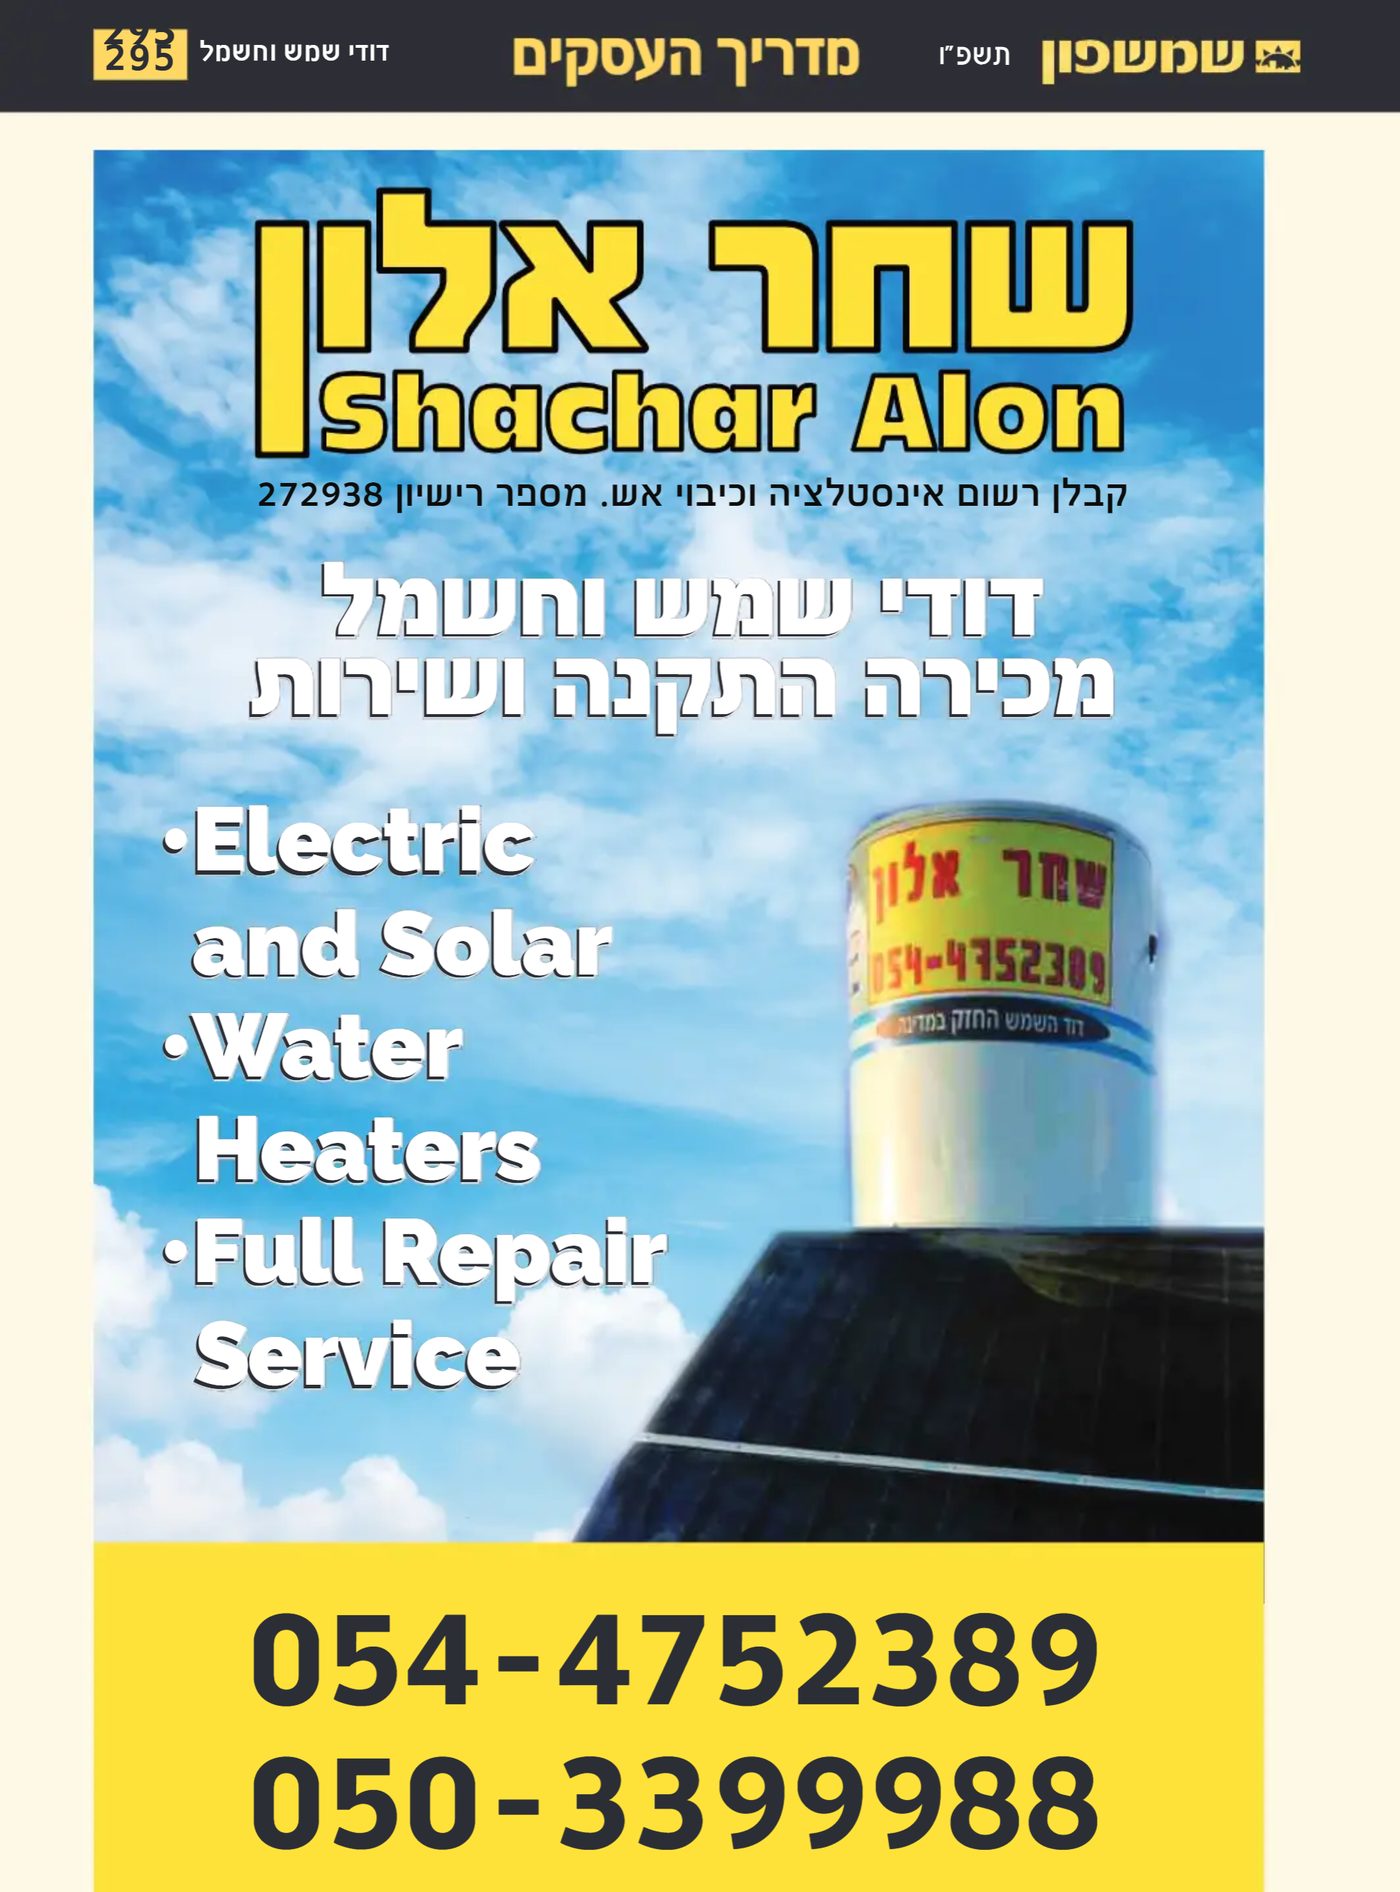 שמשפון תשפ״ו מדריך העסקים דודי שמש וחשמל 295
שחר אלון
Shachar Alon
קבלן רשום אינסטלציה וכיבוי אש. מספר רישיון 272938
דודי שמש וחשמל
מכירה התקנה ושירות
•Electric
and Solar
•Water
Heaters
•Full Repair
Service
שחר אלון
054-4752389
דוד השמש החזק במדינה
054-4752389
050-3399988